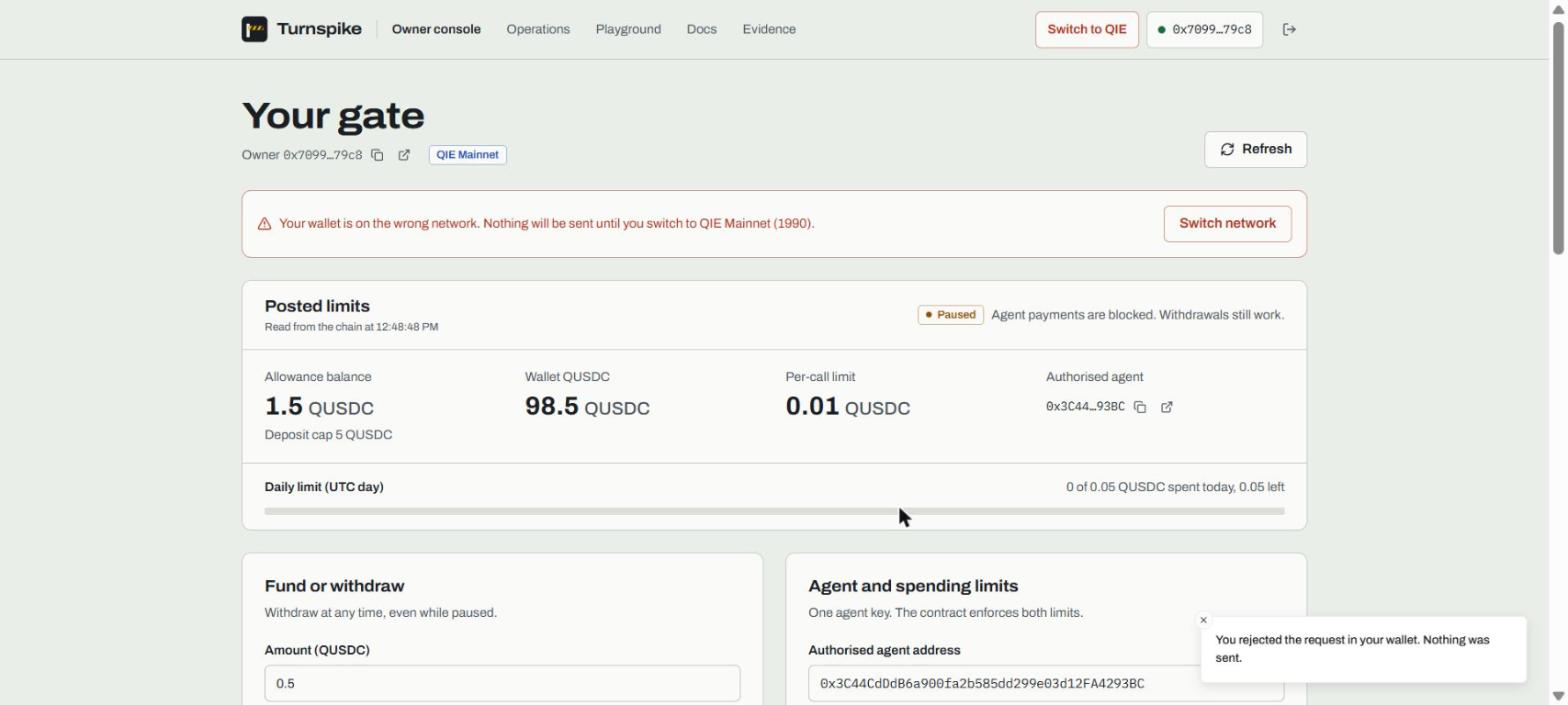 Turnspike
Owner console
Operations
Playground
Docs
Evidence
Switch to QIE
0x7099…79c8
Your gate
Owner 0x7099…79c8
QIE Mainnet
Refresh
Your wallet is on the wrong network. Nothing will be sent until you switch to QIE Mainnet (1990).
Switch network
Posted limits
Read from the chain at 12:48:48 PM
Paused
Agent payments are blocked. Withdrawals still work.
Allowance balance
1.5 QUSDC
Deposit cap 5 QUSDC
Wallet QUSDC
98.5 QUSDC
Per-call limit
0.01 QUSDC
Authorised agent
0x3C44…93BC
Daily limit (UTC day)
0 of 0.05 QUSDC spent today, 0.05 left
Fund or withdraw
Withdraw at any time, even while paused.
Amount (QUSDC)
0.5
Agent and spending limits
One agent key. The contract enforces both limits.
Authorised agent address
0x3C44CdDdB6a900fa2b585dd299e03d12FA4293BC
You rejected the request in your wallet. Nothing was
sent.